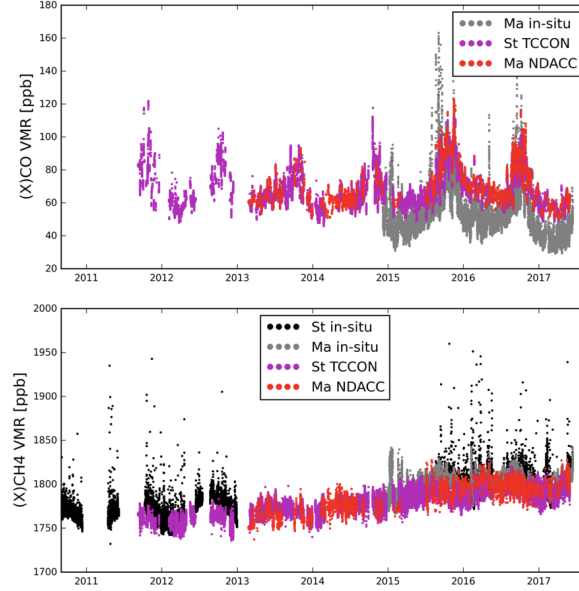 180
160
140
120
100
80
60
40
20
(X)CO VMR [ppb]
Ma in-situ
St TCCON
Ma NDACC
2011 2012 2013 2014 2015 2016 2017
2000
1950
1900
1850
1800
1750
1700
(X)CH4 VMR [ppb]
St in-situ
Ma in-situ
St TCCON
Ma NDACC
2011 2012 2013 2014 2015 2016 2017